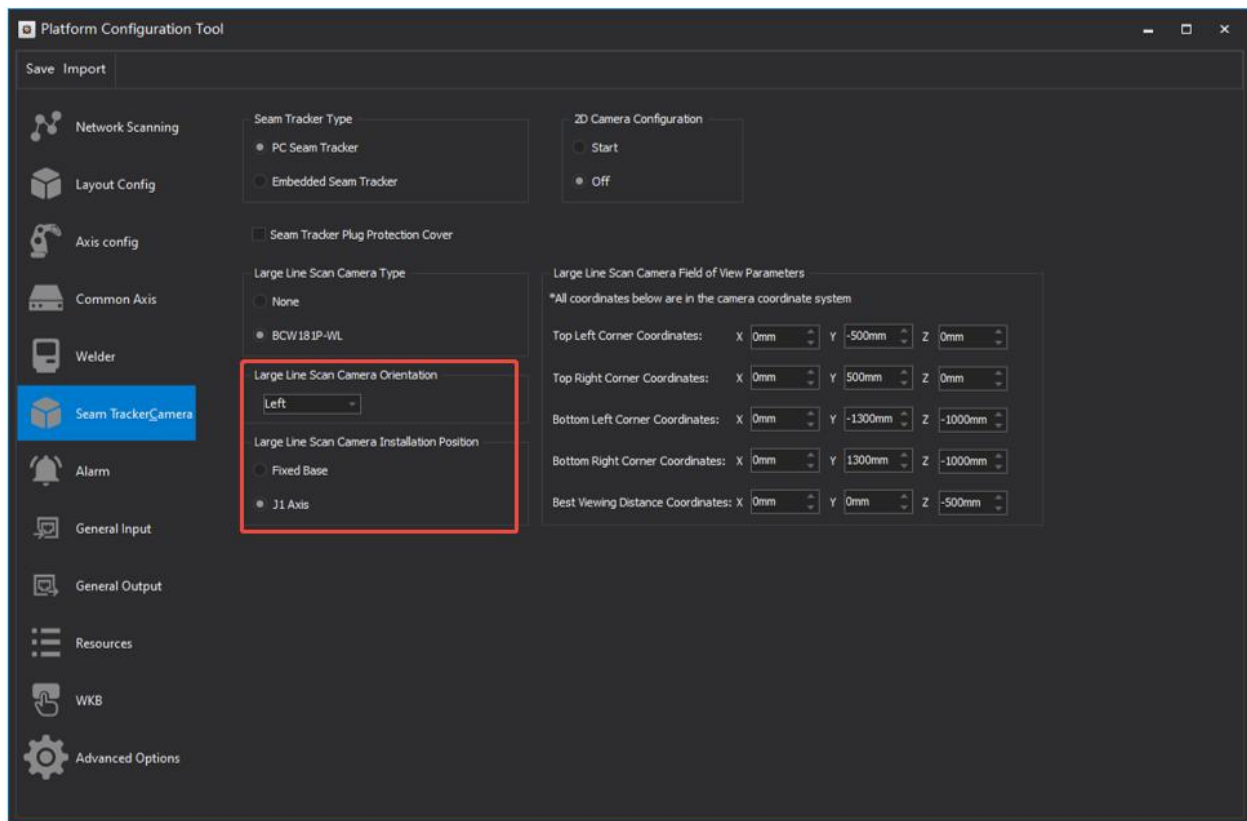 Platform Configuration Tool
Save Import
Network Scanning
Layout Config
Axis config
Common Axis
Welder
Seam TrackerCamera
Alarm
General Input
General Output
Resources
WKB
Advanced Options
Seam Tracker Type
PC Seam Tracker
Embedded Seam Tracker
2D Camera Configuration
Start
Off
Seam Tracker Plug Protection Cover
Large Line Scan Camera Type
None
BCW181P-WL
Large Line Scan Camera Orientation
Left
Large Line Scan Camera Installation Position
Fixed Base
J1 Axis
Large Line Scan Camera Field of View Parameters
*All coordinates below are in the camera coordinate system
Top Left Corner Coordinates: X 0mm Y -500mm Z 0mm
Top Right Corner Coordinates: X 0mm Y 500mm Z 0mm
Bottom Left Corner Coordinates: X 0mm Y -1300mm Z -1000mm
Bottom Right Corner Coordinates: X 0mm Y 1300mm Z -1000mm
Best Viewing Distance Coordinates: X 0mm Y 0mm Z -500mm